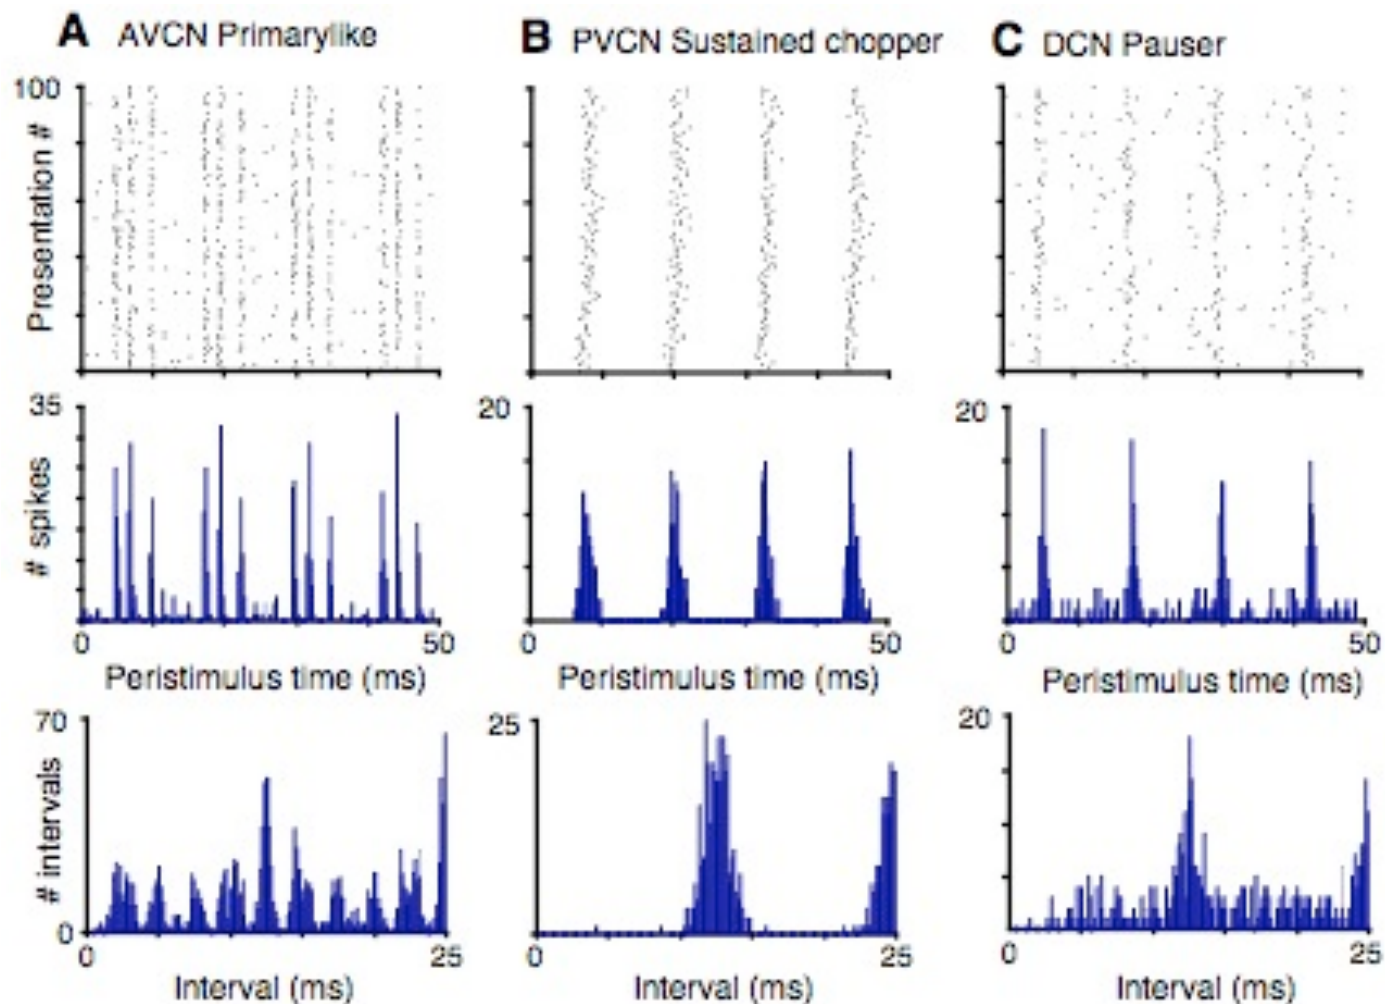 A AVCN Primarylike
B PVCN Sustained chopper
C DCN Pauser
100
Presentation #
35
# spikes
0
50
Peristimulus time (ms)
20
0
50
Peristimulus time (ms)
20
0
50
Peristimulus time (ms)
70
# intervals
0
0
25
Interval (ms)
25
0
25
Interval (ms)
20
0
25
Interval (ms)